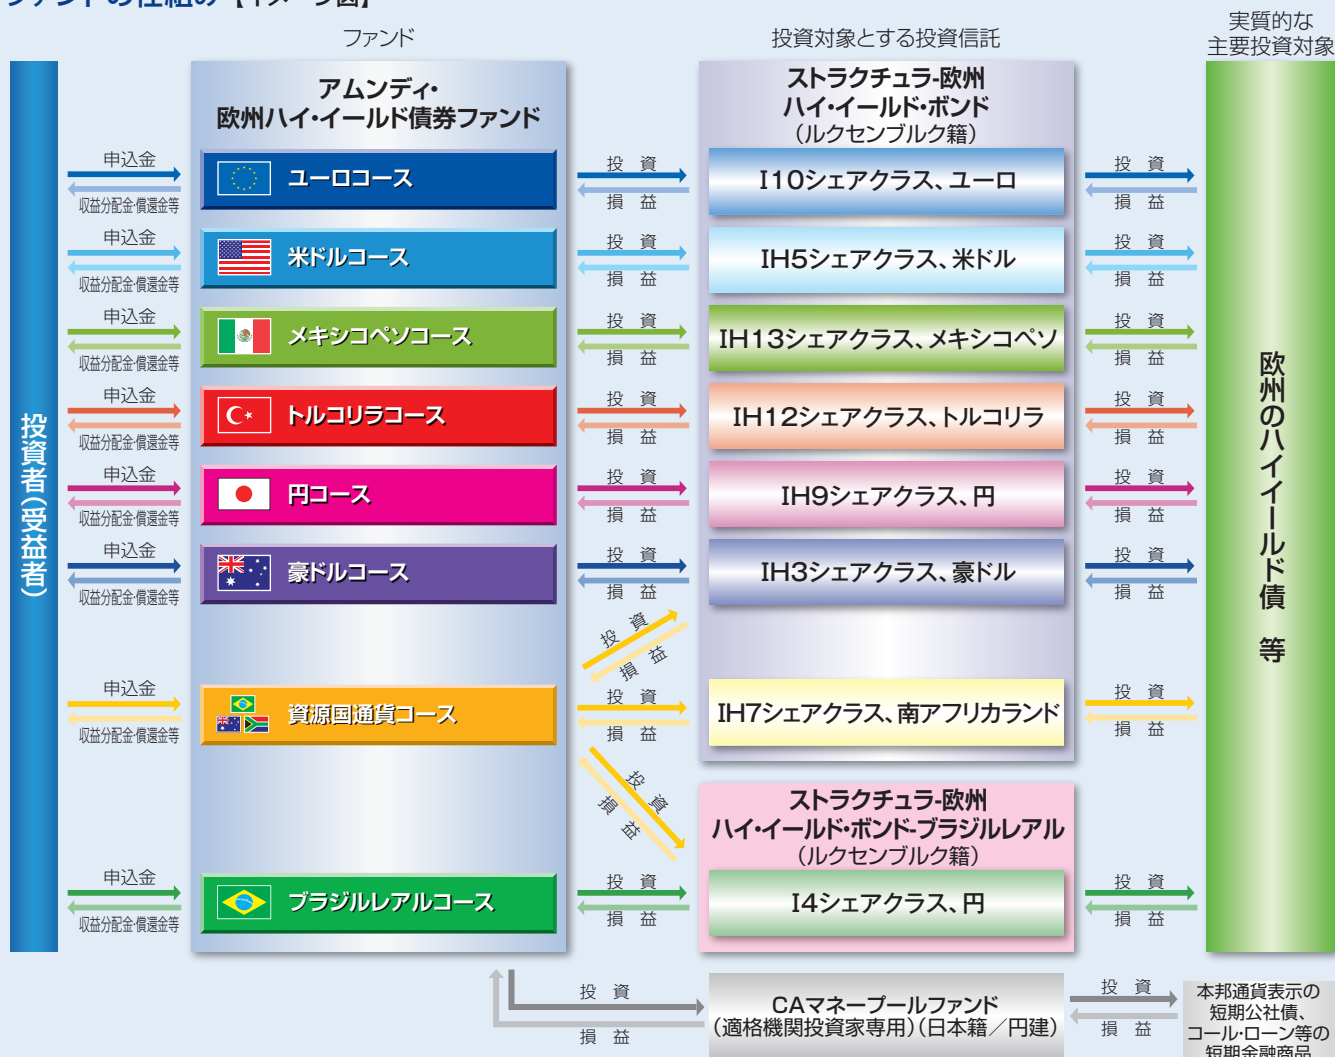 ファンドの仕組み【イメージ図】
ファンド
投資対象とする投資信託
実質的な
主要投資対象
投資者(受益者)
アムンディ・
欧州ハイ・イールド債券ファンド
ストラクチュラ-欧州
ハイ・イールド・ボンド
(ルクセンブルク籍)
欧州のハイイールド債 等
申込金
収益分配金・償還金等
ユーロコース
投 資
損 益
I10シェアクラス、ユーロ
投 資
損 益
申込金
収益分配金・償還金等
米ドルコース
投 資
損 益
IH5シェアクラス、米ドル
投 資
損 益
申込金
収益分配金・償還金等
メキシコペソコース
投 資
損 益
IH13シェアクラス、メキシコペソ
投 資
損 益
申込金
収益分配金・償還金等
トルコリラコース
投 資
損 益
IH12シェアクラス、トルコリラ
投 資
損 益
申込金
収益分配金・償還金等
円コース
投 資
損 益
IH9シェアクラス、円
投 資
損 益
申込金
収益分配金・償還金等
豪ドルコース
投 資
損 益
IH3シェアクラス、豪ドル
投 資
損 益
投 資
損 益
申込金
収益分配金・償還金等
資源国通貨コース
投 資
損 益
IH7シェアクラス、南アフリカランド
投 資
損 益
投 資
損 益
ストラクチュラ-欧州
ハイ・イールド・ボンド-ブラジルレアル
(ルクセンブルク籍)
申込金
収益分配金・償還金等
ブラジルレアルコース
投 資
損 益
I4シェアクラス、円
投 資
損 益
投 資
損 益
CAマネープールファンド
(適格機関投資家専用)(日本籍/円建)
投 資
損 益
本邦通貨表示の
短期公社債、
コール・ローン等の
短期金融商品